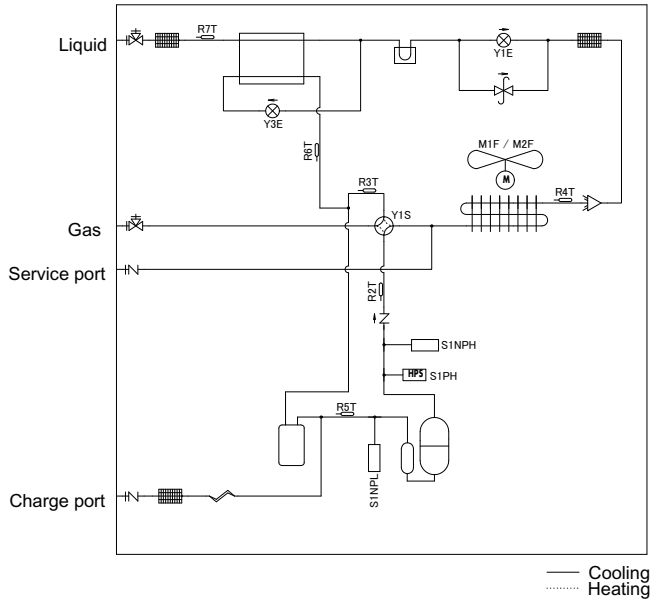 Liquid
R7T
Y1E
Y3E
R6T
M1F / M2F
M
R3T
R4T
Y1S
Gas
Service port
R2T
S1NPH
HPS S1PH
R5T
S1NPL
Charge port
Cooling
Heating